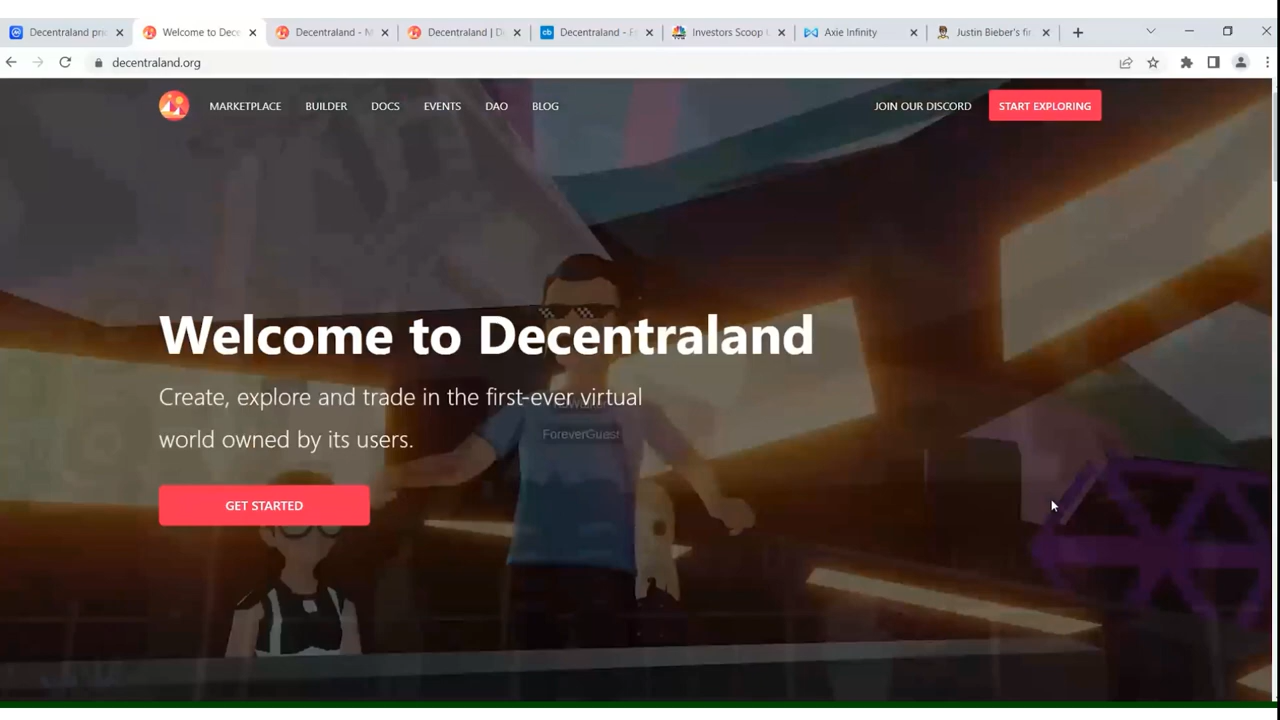 Decentraland pric
Welcome to Dece
Decentraland - M
Decentraland | D
Decentraland - E
Investors Scoop U
Axie Infinity
Justin Bieber's fir
decentraland.org
MARKETPLACE
BUILDER
DOCS
EVENTS
DAO
BLOG
JOIN OUR DISCORD
START EXPLORING
Welcome to Decentraland
Create, explore and trade in the first-ever virtual
world owned by its users.
ForeverGuest
GET STARTED